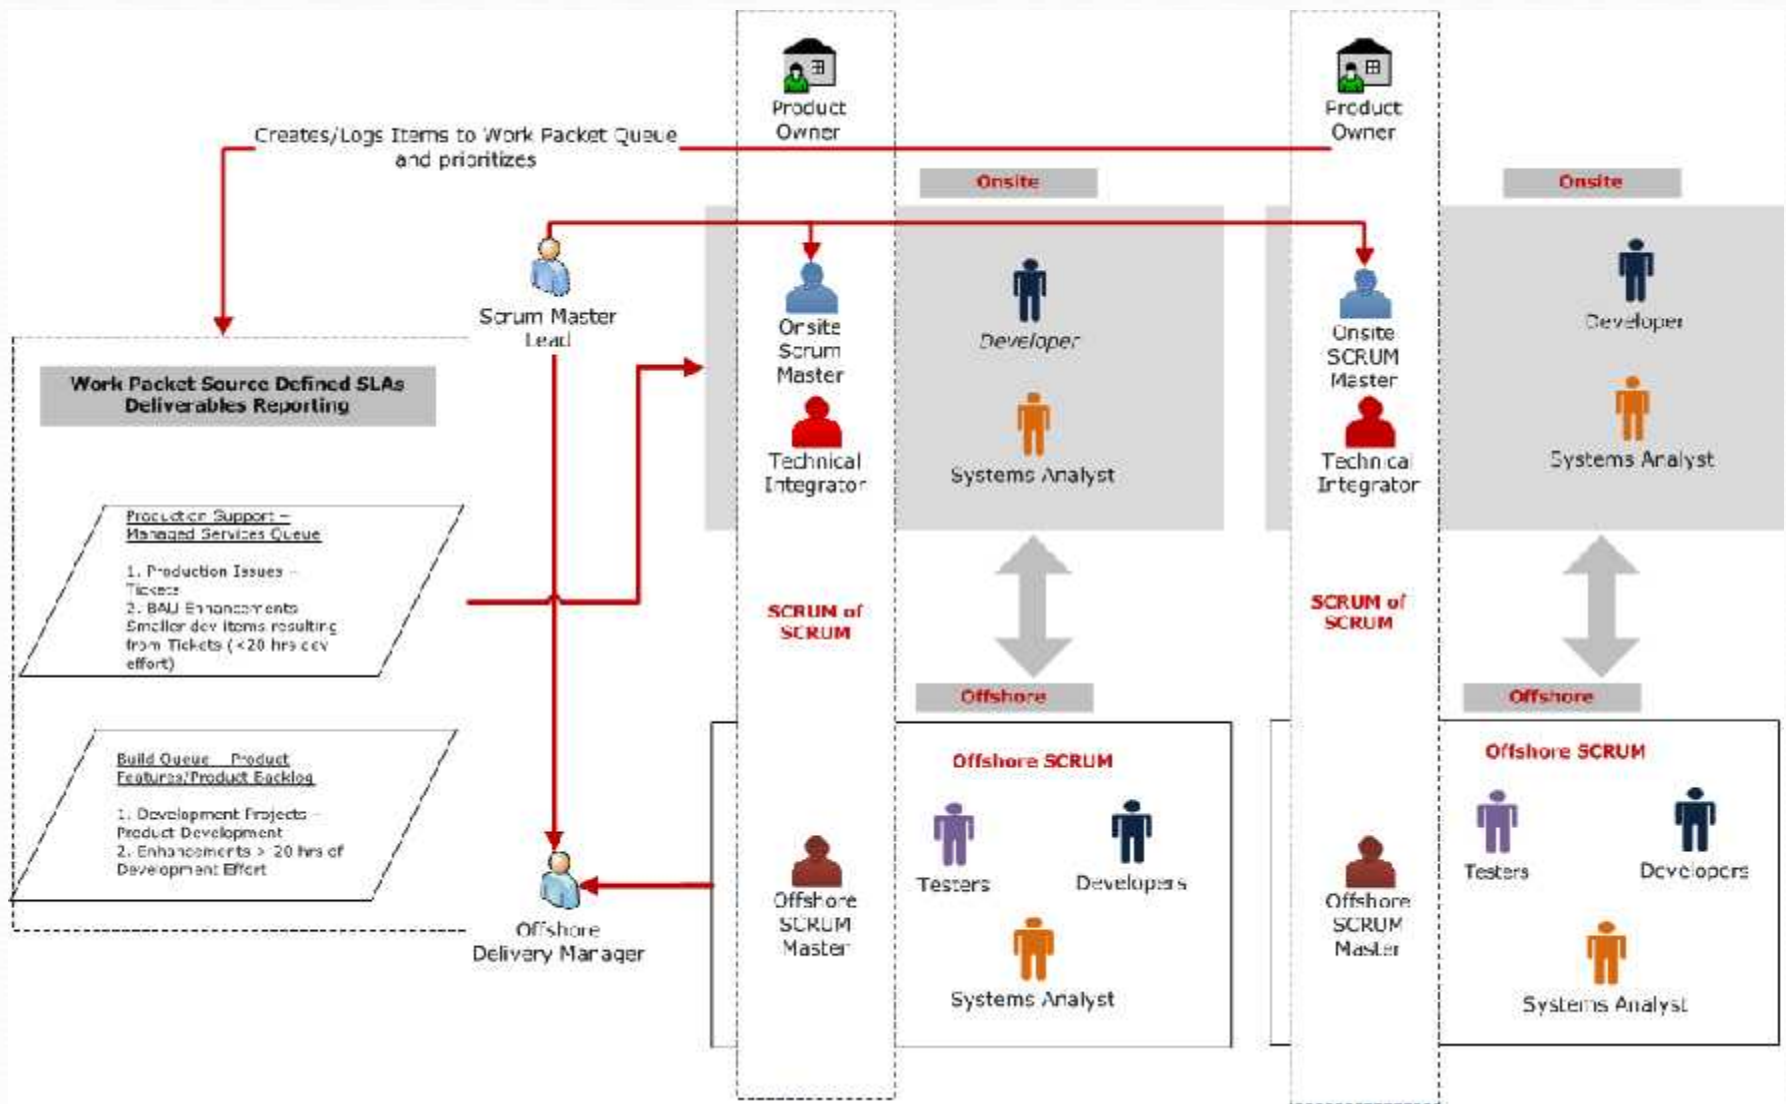 Product
Owner
Product
Owner
Creates/Logs Items to Work Packet Queue
and prioritizes
Onsite
Onsite
Scrum Master
Lead
Onsite
Scrum
Master
Developer
Onsite
SCRUM
Master
Developer
Work Packet Source Defined SLAs
Deliverables Reporting
Technical
Integrator
Systems Analyst
Technical
Integrator
Systems Analyst
Production Support –
Managed Services Queue
1. Production Issues –
Tickets
2. BAU Enhancements
Smaller dev items resulting
from Tickets (<20 hrs dev
effort)
SCRUM of
SCRUM
SCRUM of
SCRUM
Offshore
Offshore
Build Queue Product
Features/Product Backlog
1. Development Projects –
Product Development
2. Enhancements > 20 hrs of
Development Effort
Offshore SCRUM
Offshore SCRUM
Testers
Developers
Testers
Developers
Offshore
Delivery Manager
Offshore
SCRUM
Master
Systems Analyst
Offshore
SCRUM
Master
Systems Analyst